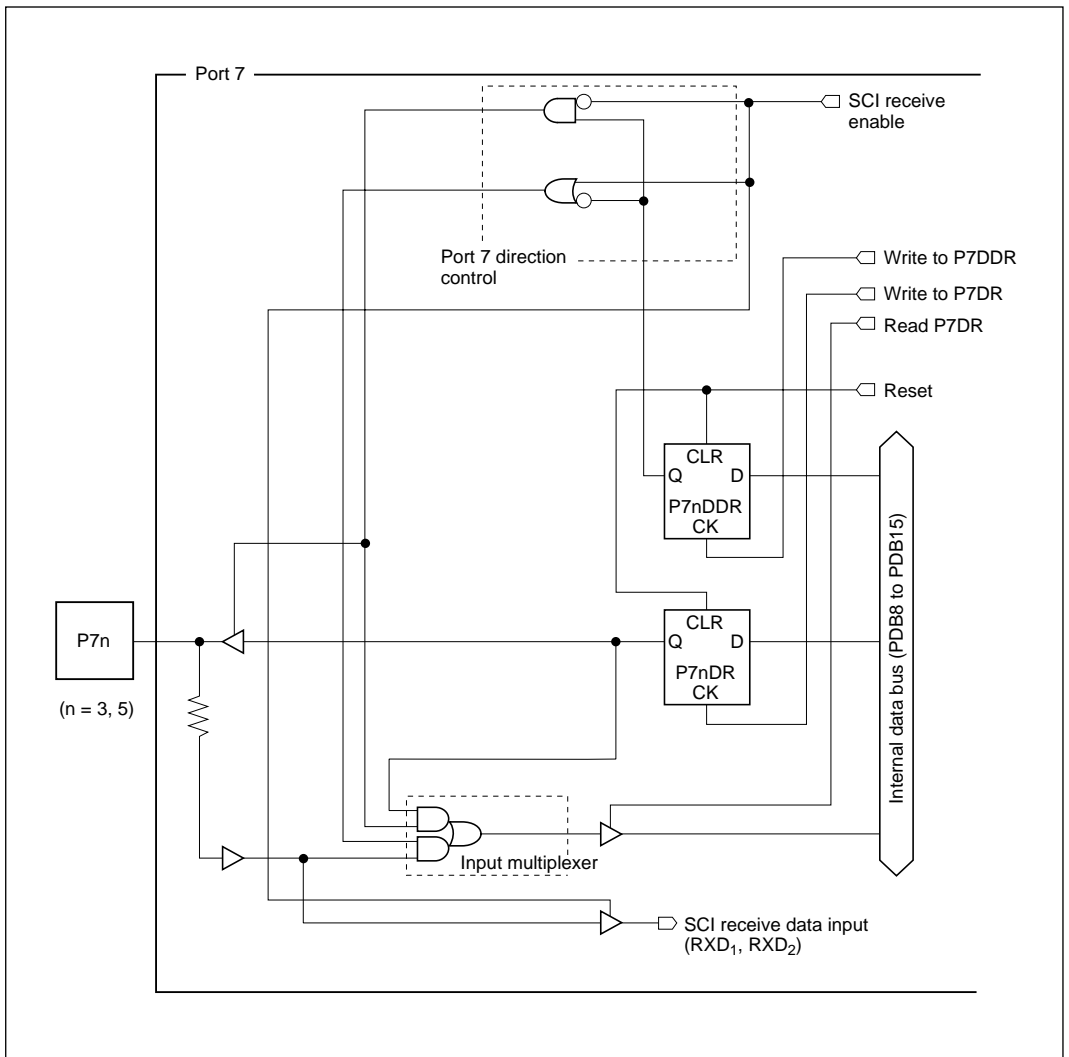 Port 7
SCI receive
enable
Port 7 direction
control
Write to P7DDR
Write to P7DR
Read P7DR
Reset
CLR
Q D
P7nDDR
CK
P7n
(n = 3, 5)
CLR
Q D
P7nDR
CK
Internal data bus (PDB8 to PDB15)
Input multiplexer
SCI receive data input
(RXD₁, RXD₂)